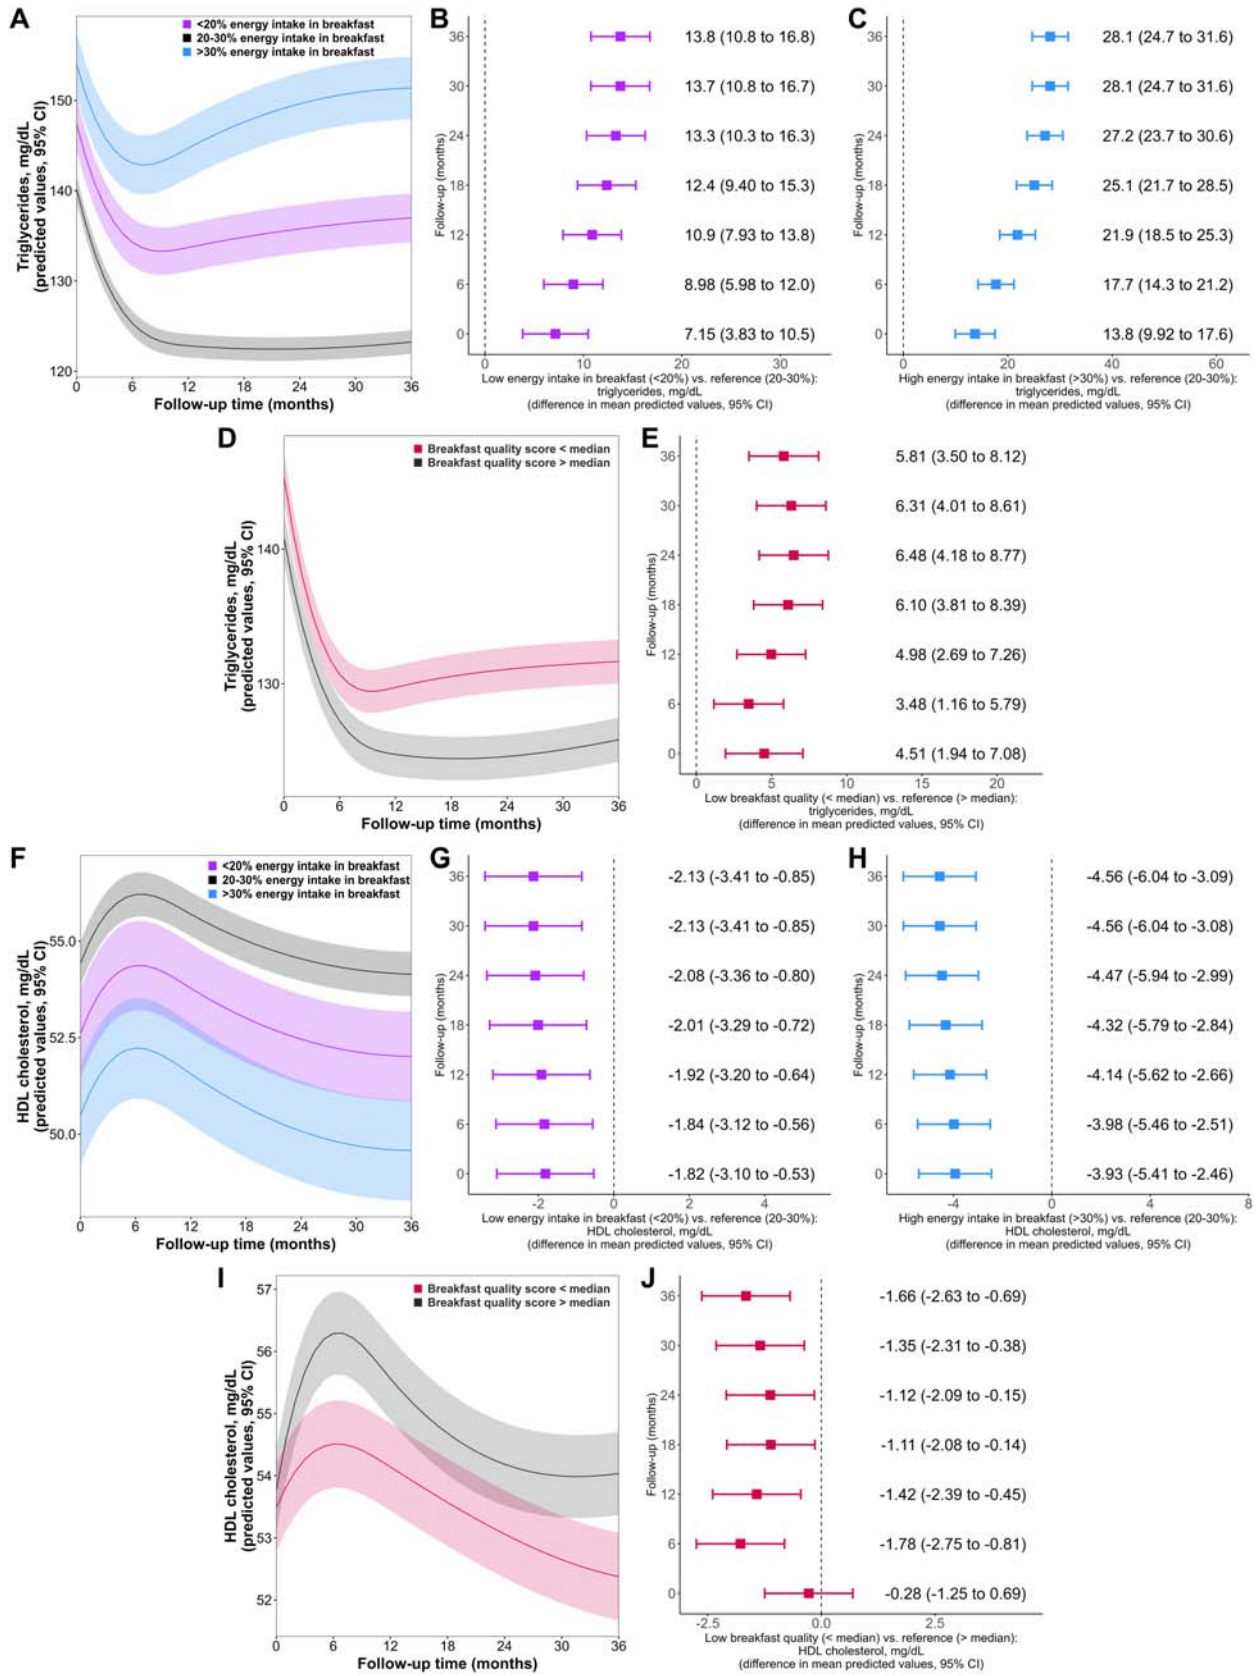 A
<20% energy intake in breakfast
20-30% energy intake in breakfast
>30% energy intake in breakfast
Triglycerides, mg/dL
(predicted values, 95% CI)
150
140
130
120
0 6 12 18 24 30 36
Follow-up time (months)
B
Follow-up (months)
36 13.8 (10.8 to 16.8)
30 13.7 (10.8 to 16.7)
24 13.3 (10.3 to 16.3)
18 12.4 (9.40 to 15.3)
12 10.9 (7.93 to 13.8)
6 8.98 (5.98 to 12.0)
0 7.15 (3.83 to 10.5)
0 10 20 30
Low energy intake in breakfast (<20%) vs. reference (20-30%):
triglycerides, mg/dL
(difference in mean predicted values, 95% CI)
C
Follow-up (months)
36 28.1 (24.7 to 31.6)
30 28.1 (24.7 to 31.6)
24 27.2 (23.7 to 30.6)
18 25.1 (21.7 to 28.5)
12 21.9 (18.5 to 25.3)
6 17.7 (14.3 to 21.2)
0 13.8 (9.92 to 17.6)
0 20 40 60
High energy intake in breakfast (>30%) vs. reference (20-30%):
triglycerides, mg/dL
(difference in mean predicted values, 95% CI)
D
Breakfast quality score < median
Breakfast quality score > median
Triglycerides, mg/dL
(predicted values, 95% CI)
140
130
0 6 12 18 24 30 36
Follow-up time (months)
E
Follow-up (months)
36 5.81 (3.50 to 8.12)
30 6.31 (4.01 to 8.61)
24 6.48 (4.18 to 8.77)
18 6.10 (3.81 to 8.39)
12 4.98 (2.69 to 7.26)
6 3.48 (1.16 to 5.79)
0 4.51 (1.94 to 7.08)
0 5 10 15 20
Low breakfast quality (< median) vs. reference (> median):
triglycerides, mg/dL
(difference in mean predicted values, 95% CI)
F
<20% energy intake in breakfast
20-30% energy intake in breakfast
>30% energy intake in breakfast
HDL cholesterol, mg/dL
(predicted values, 95% CI)
55.0
52.5
50.0
0 6 12 18 24 30 36
Follow-up time (months)
G
Follow-up (months)
36 -2.13 (-3.41 to -0.85)
30 -2.13 (-3.41 to -0.85)
24 -2.08 (-3.36 to -0.80)
18 -2.01 (-3.29 to -0.72)
12 -1.92 (-3.20 to -0.64)
6 -1.84 (-3.12 to -0.56)
0 -1.82 (-3.10 to -0.53)
-2 0 2 4
Low energy intake in breakfast (<20%) vs. reference (20-30%):
HDL cholesterol, mg/dL
(difference in mean predicted values, 95% CI)
H
Follow-up (months)
36 -4.56 (-6.04 to -3.09)
30 -4.56 (-6.04 to -3.08)
24 -4.47 (-5.94 to -2.99)
18 -4.32 (-5.79 to -2.84)
12 -4.14 (-5.62 to -2.66)
6 -3.98 (-5.46 to -2.51)
0 -3.93 (-5.41 to -2.46)
-4 0 4 8
High energy intake in breakfast (>30%) vs. reference (20-30%):
HDL cholesterol, mg/dL
(difference in mean predicted values, 95% CI)
I
Breakfast quality score < median
Breakfast quality score > median
HDL cholesterol, mg/dL
(predicted values, 95% CI)
57
56
55
54
53
52
0 6 12 18 24 30 36
Follow-up time (months)
J
Follow-up (months)
36 -1.66 (-2.63 to -0.69)
30 -1.35 (-2.31 to -0.38)
24 -1.12 (-2.09 to -0.15)
18 -1.11 (-2.08 to -0.14)
12 -1.42 (-2.39 to -0.45)
6 -1.78 (-2.75 to -0.81)
0 -0.28 (-1.25 to 0.69)
-2.5 0.0 2.5
Low breakfast quality (< median) vs. reference (> median):
HDL cholesterol, mg/dL
(difference in mean predicted values, 95% CI)